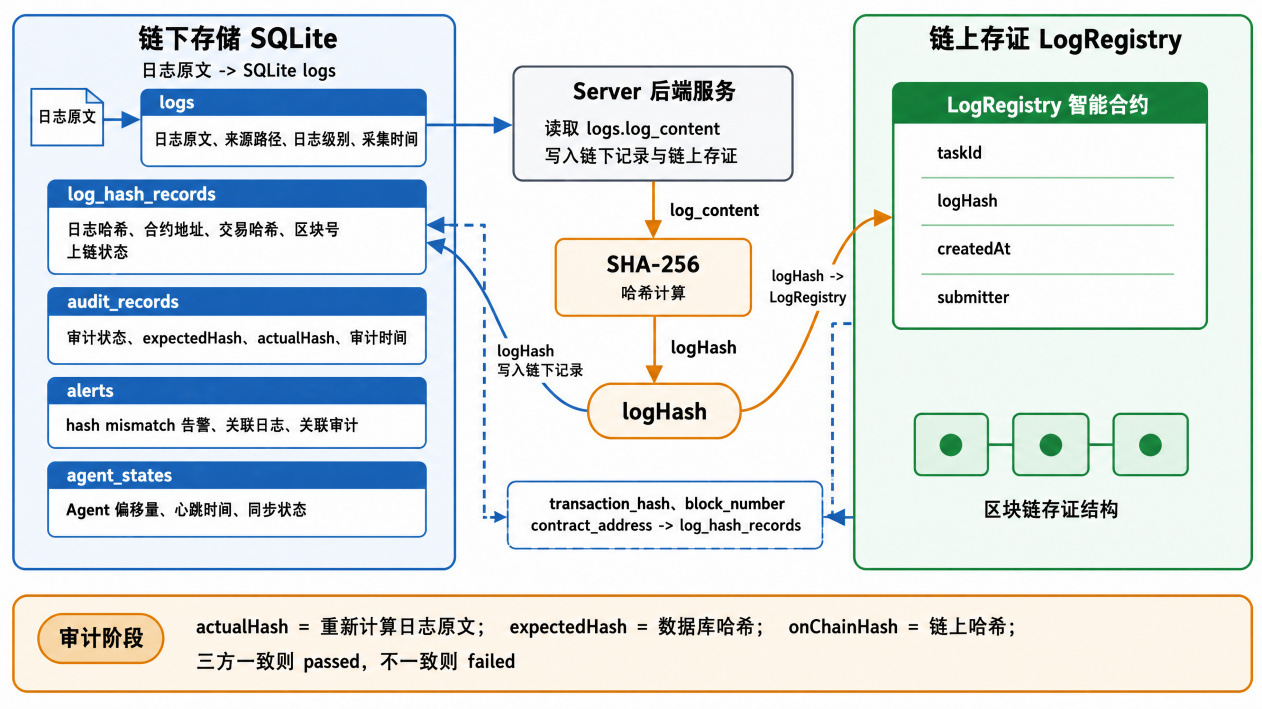 链下存储 SQLite
日志原文 -> SQLite logs
日志原文
logs
日志原文、来源路径、日志级别、采集时间
log_hash_records
日志哈希、合约地址、交易哈希、区块号
上链状态
audit_records
审计状态、expectedHash、actualHash、审计时间
alerts
hash mismatch 告警、关联日志、关联审计
agent_states
Agent 偏移量、心跳时间、同步状态
Server 后端服务
读取 logs.log_content
写入链下记录与链上存证
log_content
SHA-256
哈希计算
logHash
logHash
logHash
写入链下记录
logHash ->
LogRegistry
transaction_hash、block_number
contract_address -> log_hash_records
链上存证 LogRegistry
LogRegistry 智能合约
taskId
logHash
createdAt
submitter
区块链存证结构
审计阶段
actualHash = 重新计算日志原文； expectedHash = 数据库哈希； onChainHash = 链上哈希；
三方一致则 passed，不一致则 failed